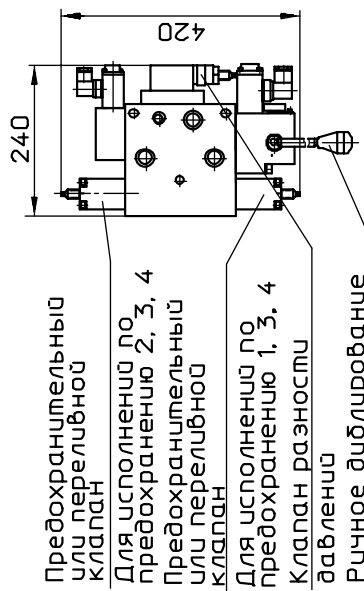 420
240
Предохранительный
или переливной
клапан
Для исполнений по
предохранению 2, 3, 4
Предохранительный
или переливной
клапан
Для исполнений по
предохранению 1, 3, 4
Клапан разности
давлений
Ричное дублирование